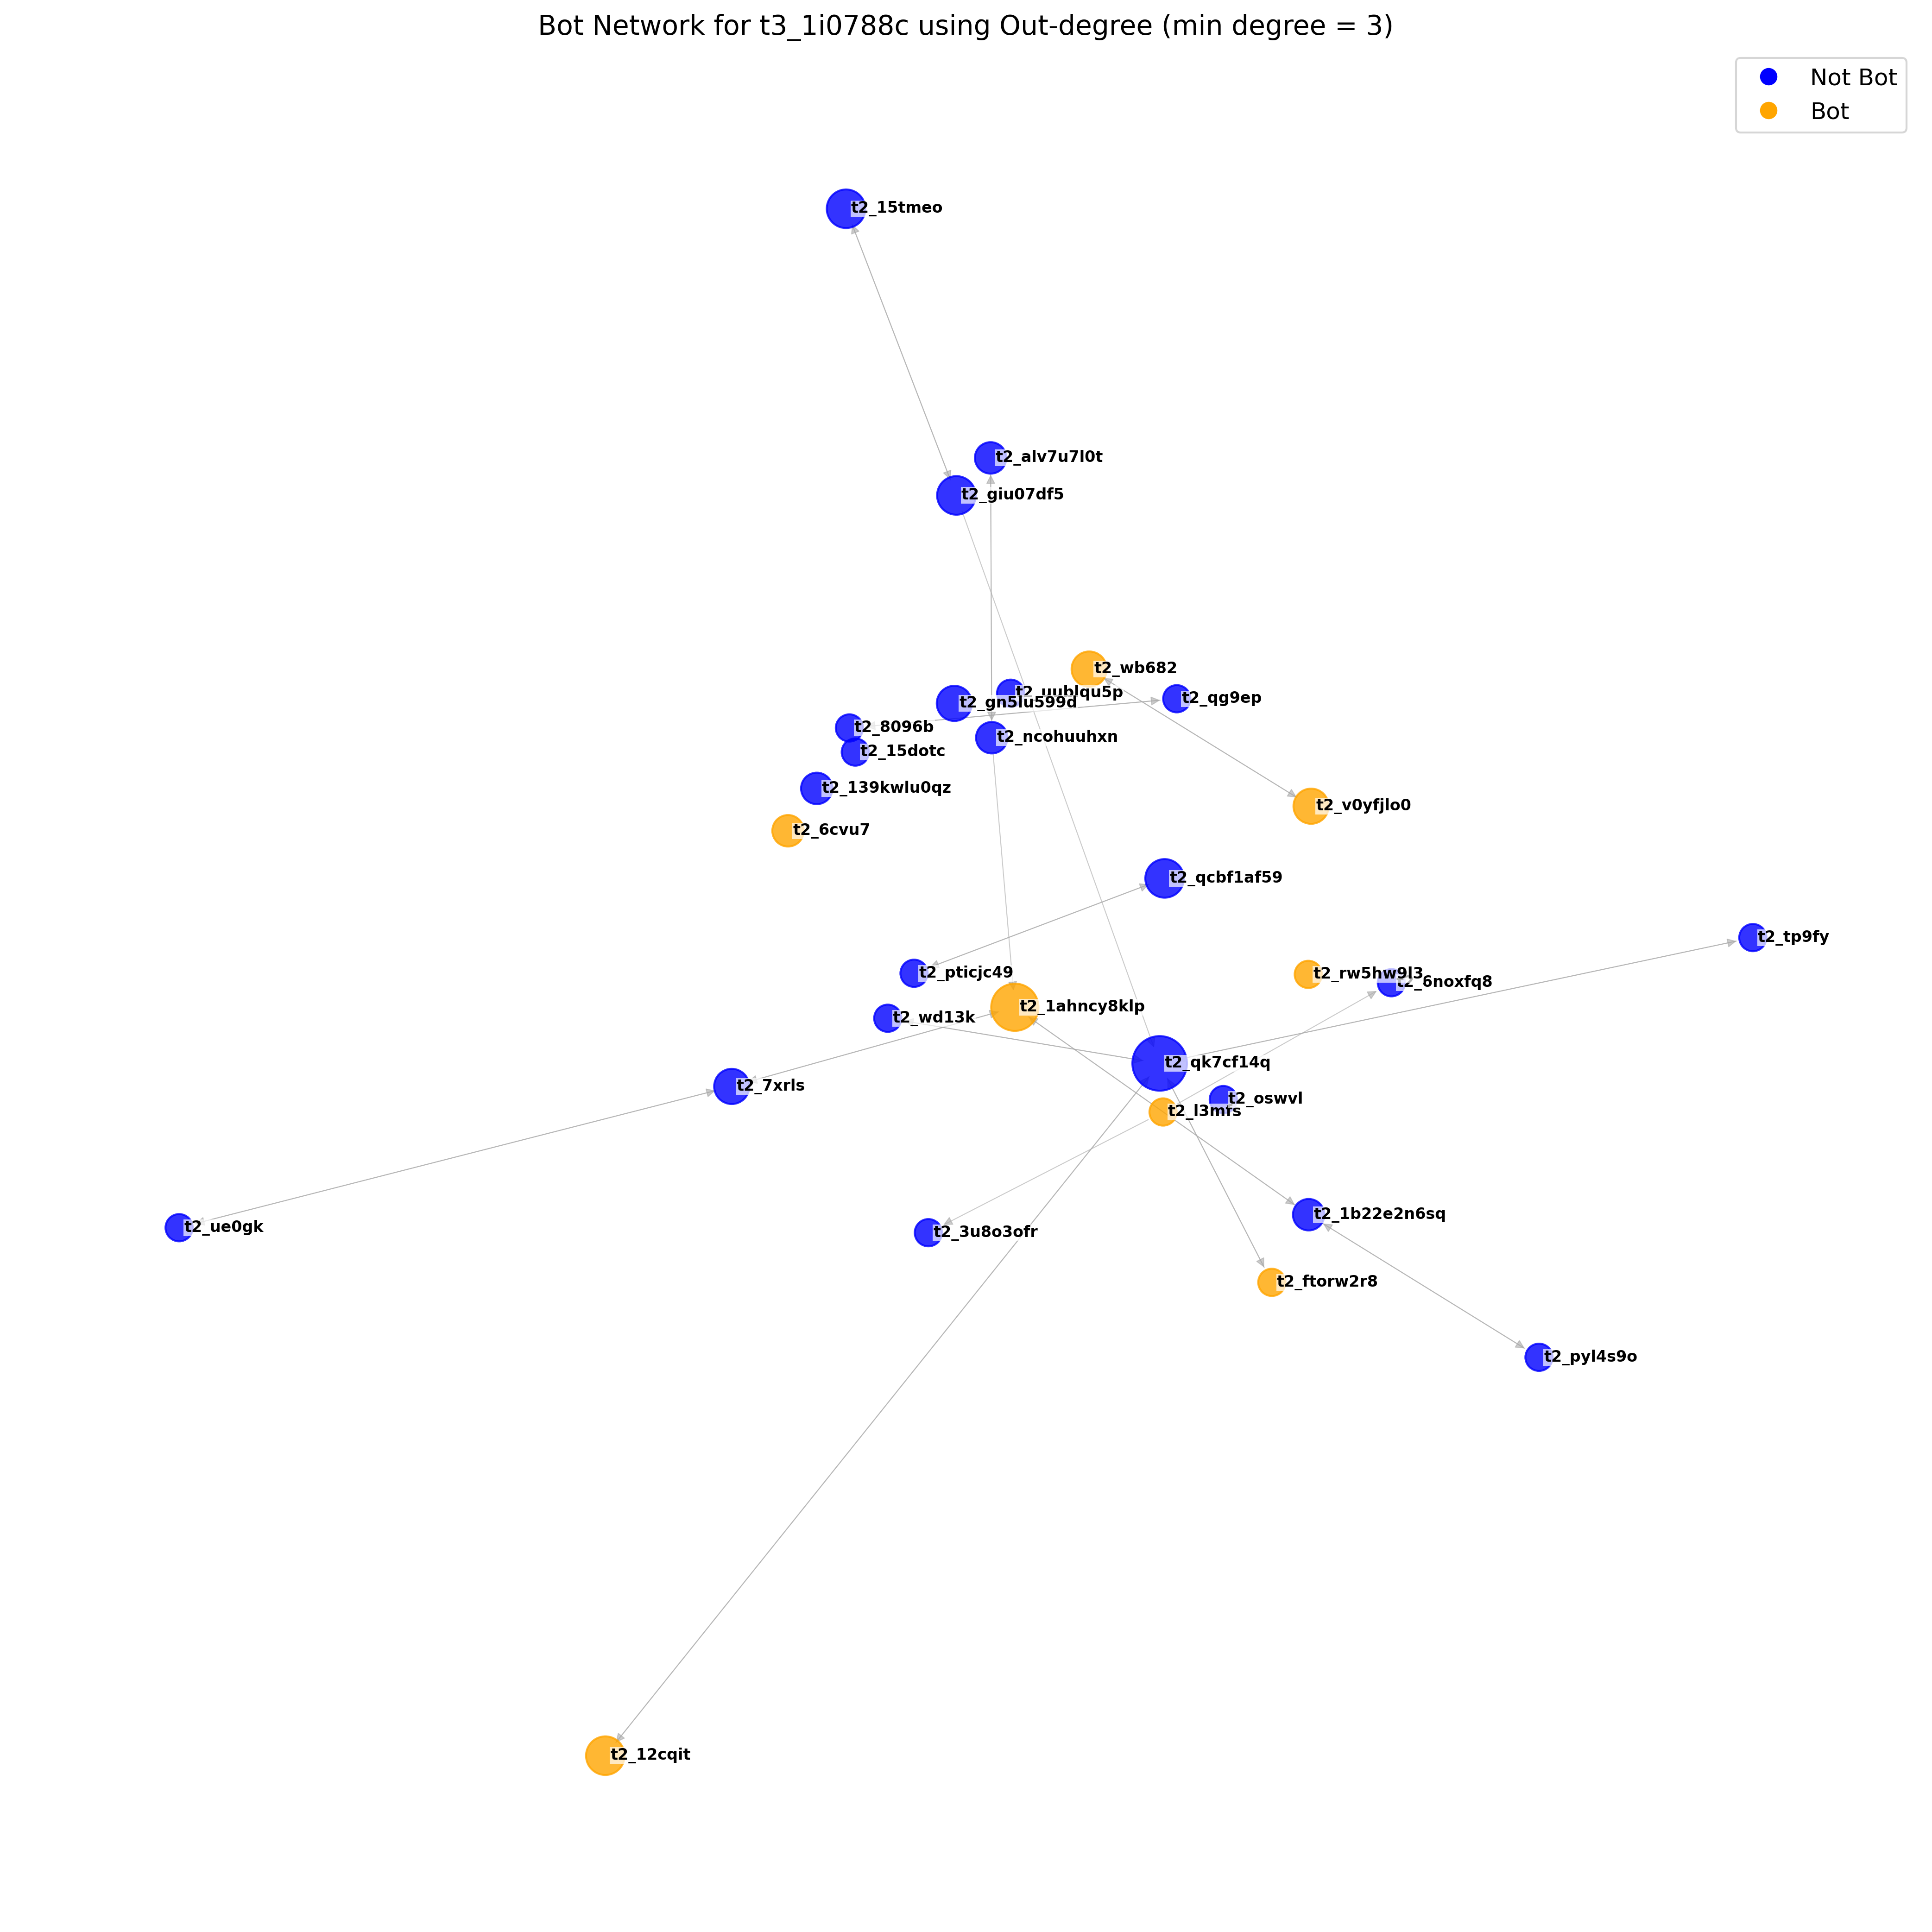 Bot Network for t3_1i0788c using Out-degree (min degree = 3)
Not Bot
Bot
t2_15tmeo
t2_alv7u7l0t
t2_giu07df5
t2_wb682
t2_qg9ep
t2_gn5lu599d
t2_8096b
t2_ncohuuhxn
t2_15dotc
t2_139kwlu0qz
t2_v0yfjlo0
t2_6cvu7
t2_qcbf1af59
t2_tp9fy
t2_pticjc49
t2_rw5hw9l3
t2_6noxfq8
t2_1ahncy8klp
t2_wd13k
t2_qk7cf14q
t2_7xrls
t2_oswvl
t2_l3mfs
t2_1b22e2n6sq
t2_ue0gk
t2_3u8o3ofr
t2_ftorw2r8
t2_pyl4s9o
t2_12cqit